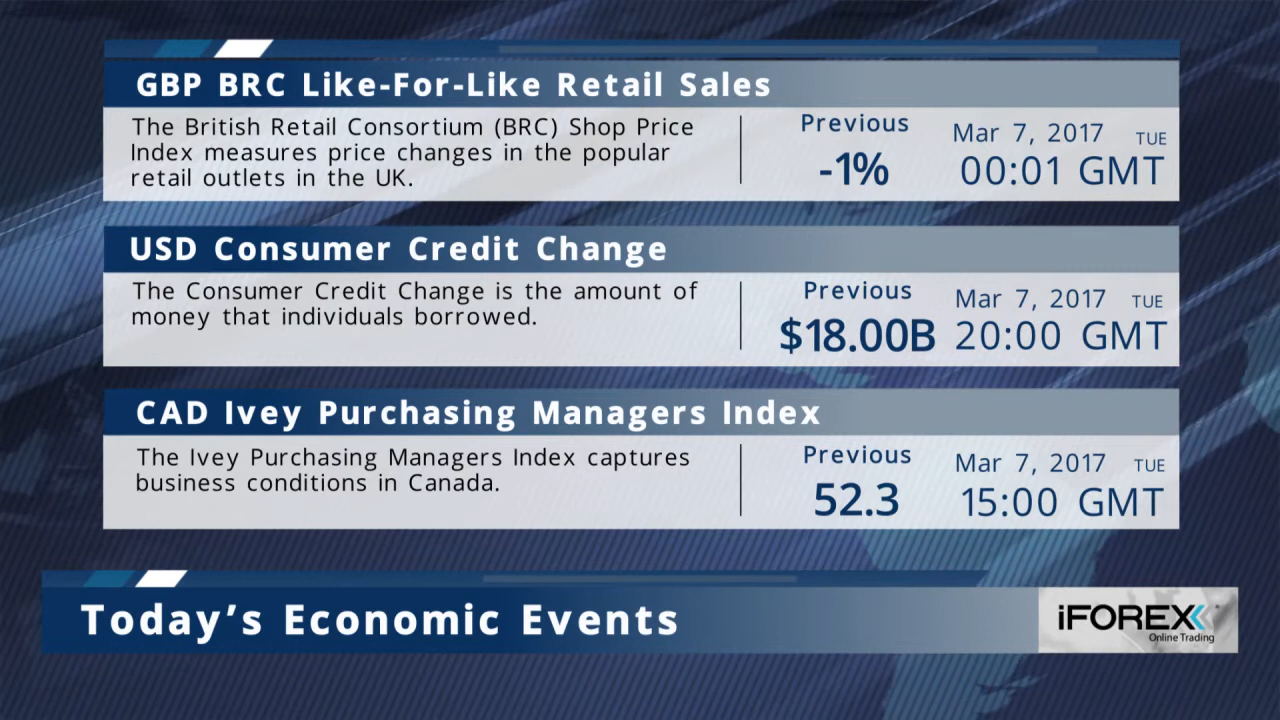 GBP BRC Like-For-Like Retail Sales
The British Retail Consortium (BRC) Shop Price
Index measures price changes in the popular
retail outlets in the UK.
Previous
-1%
Mar 7, 2017 TUE
00:01 GMT
USD Consumer Credit Change
The Consumer Credit Change is the amount of
money that individuals borrowed.
Previous
$18.00B
Mar 7, 2017 TUE
20:00 GMT
CAD Ivey Purchasing Managers Index
The Ivey Purchasing Managers Index captures
business conditions in Canada.
Previous
52.3
Mar 7, 2017 TUE
15:00 GMT
Today's Economic Events
iFOREX
Online Trading